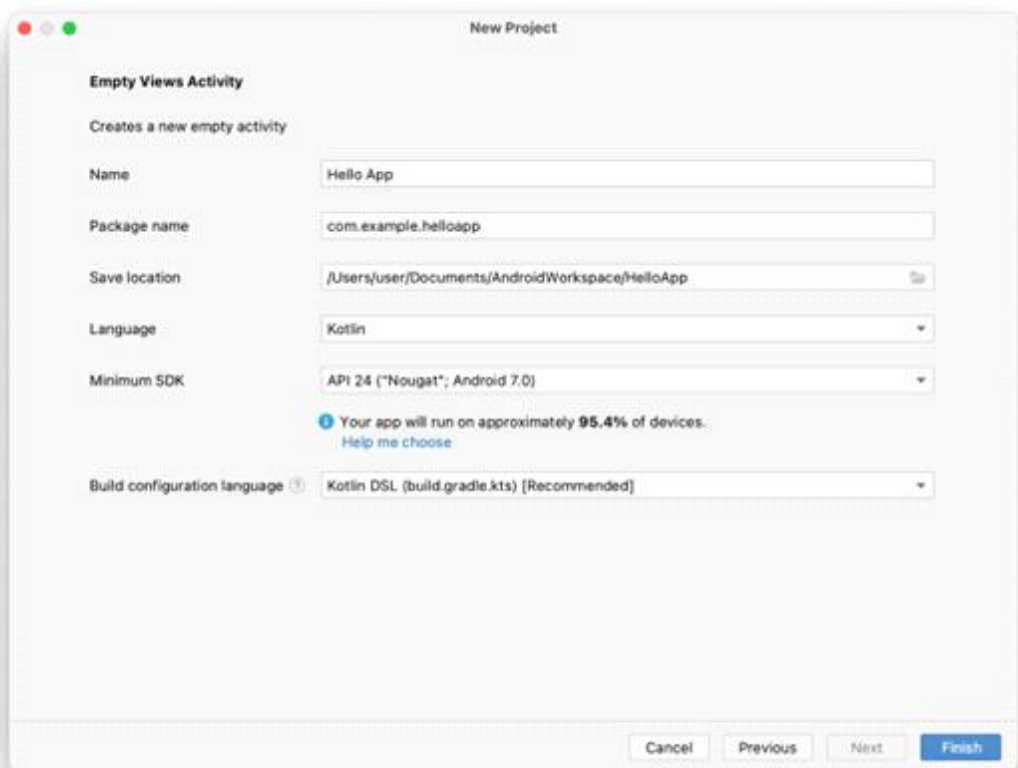 New Project
Empty Views Activity
Creates a new empty activity
Name Hello App
Package name com.example.helloapp
Save location /Users/user/Documents/AndroidWorkspace/HelloApp
Language Kotlin
Minimum SDK API 24 ("Nougat"; Android 7.0)
Your app will run on approximately 95.4% of devices.
Help me choose
Build configuration language ? Kotlin DSL (build.gradle.kts) [Recommended]
Cancel Previous Next Finish